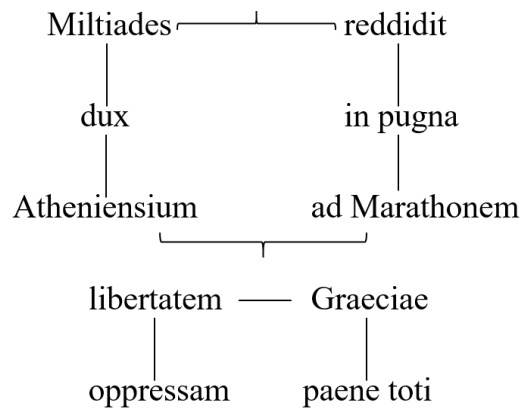 Miltiades reddidit
dux in pugna
Atheniensium ad Marathonem
libertatem Graeciae
oppressam paene toti